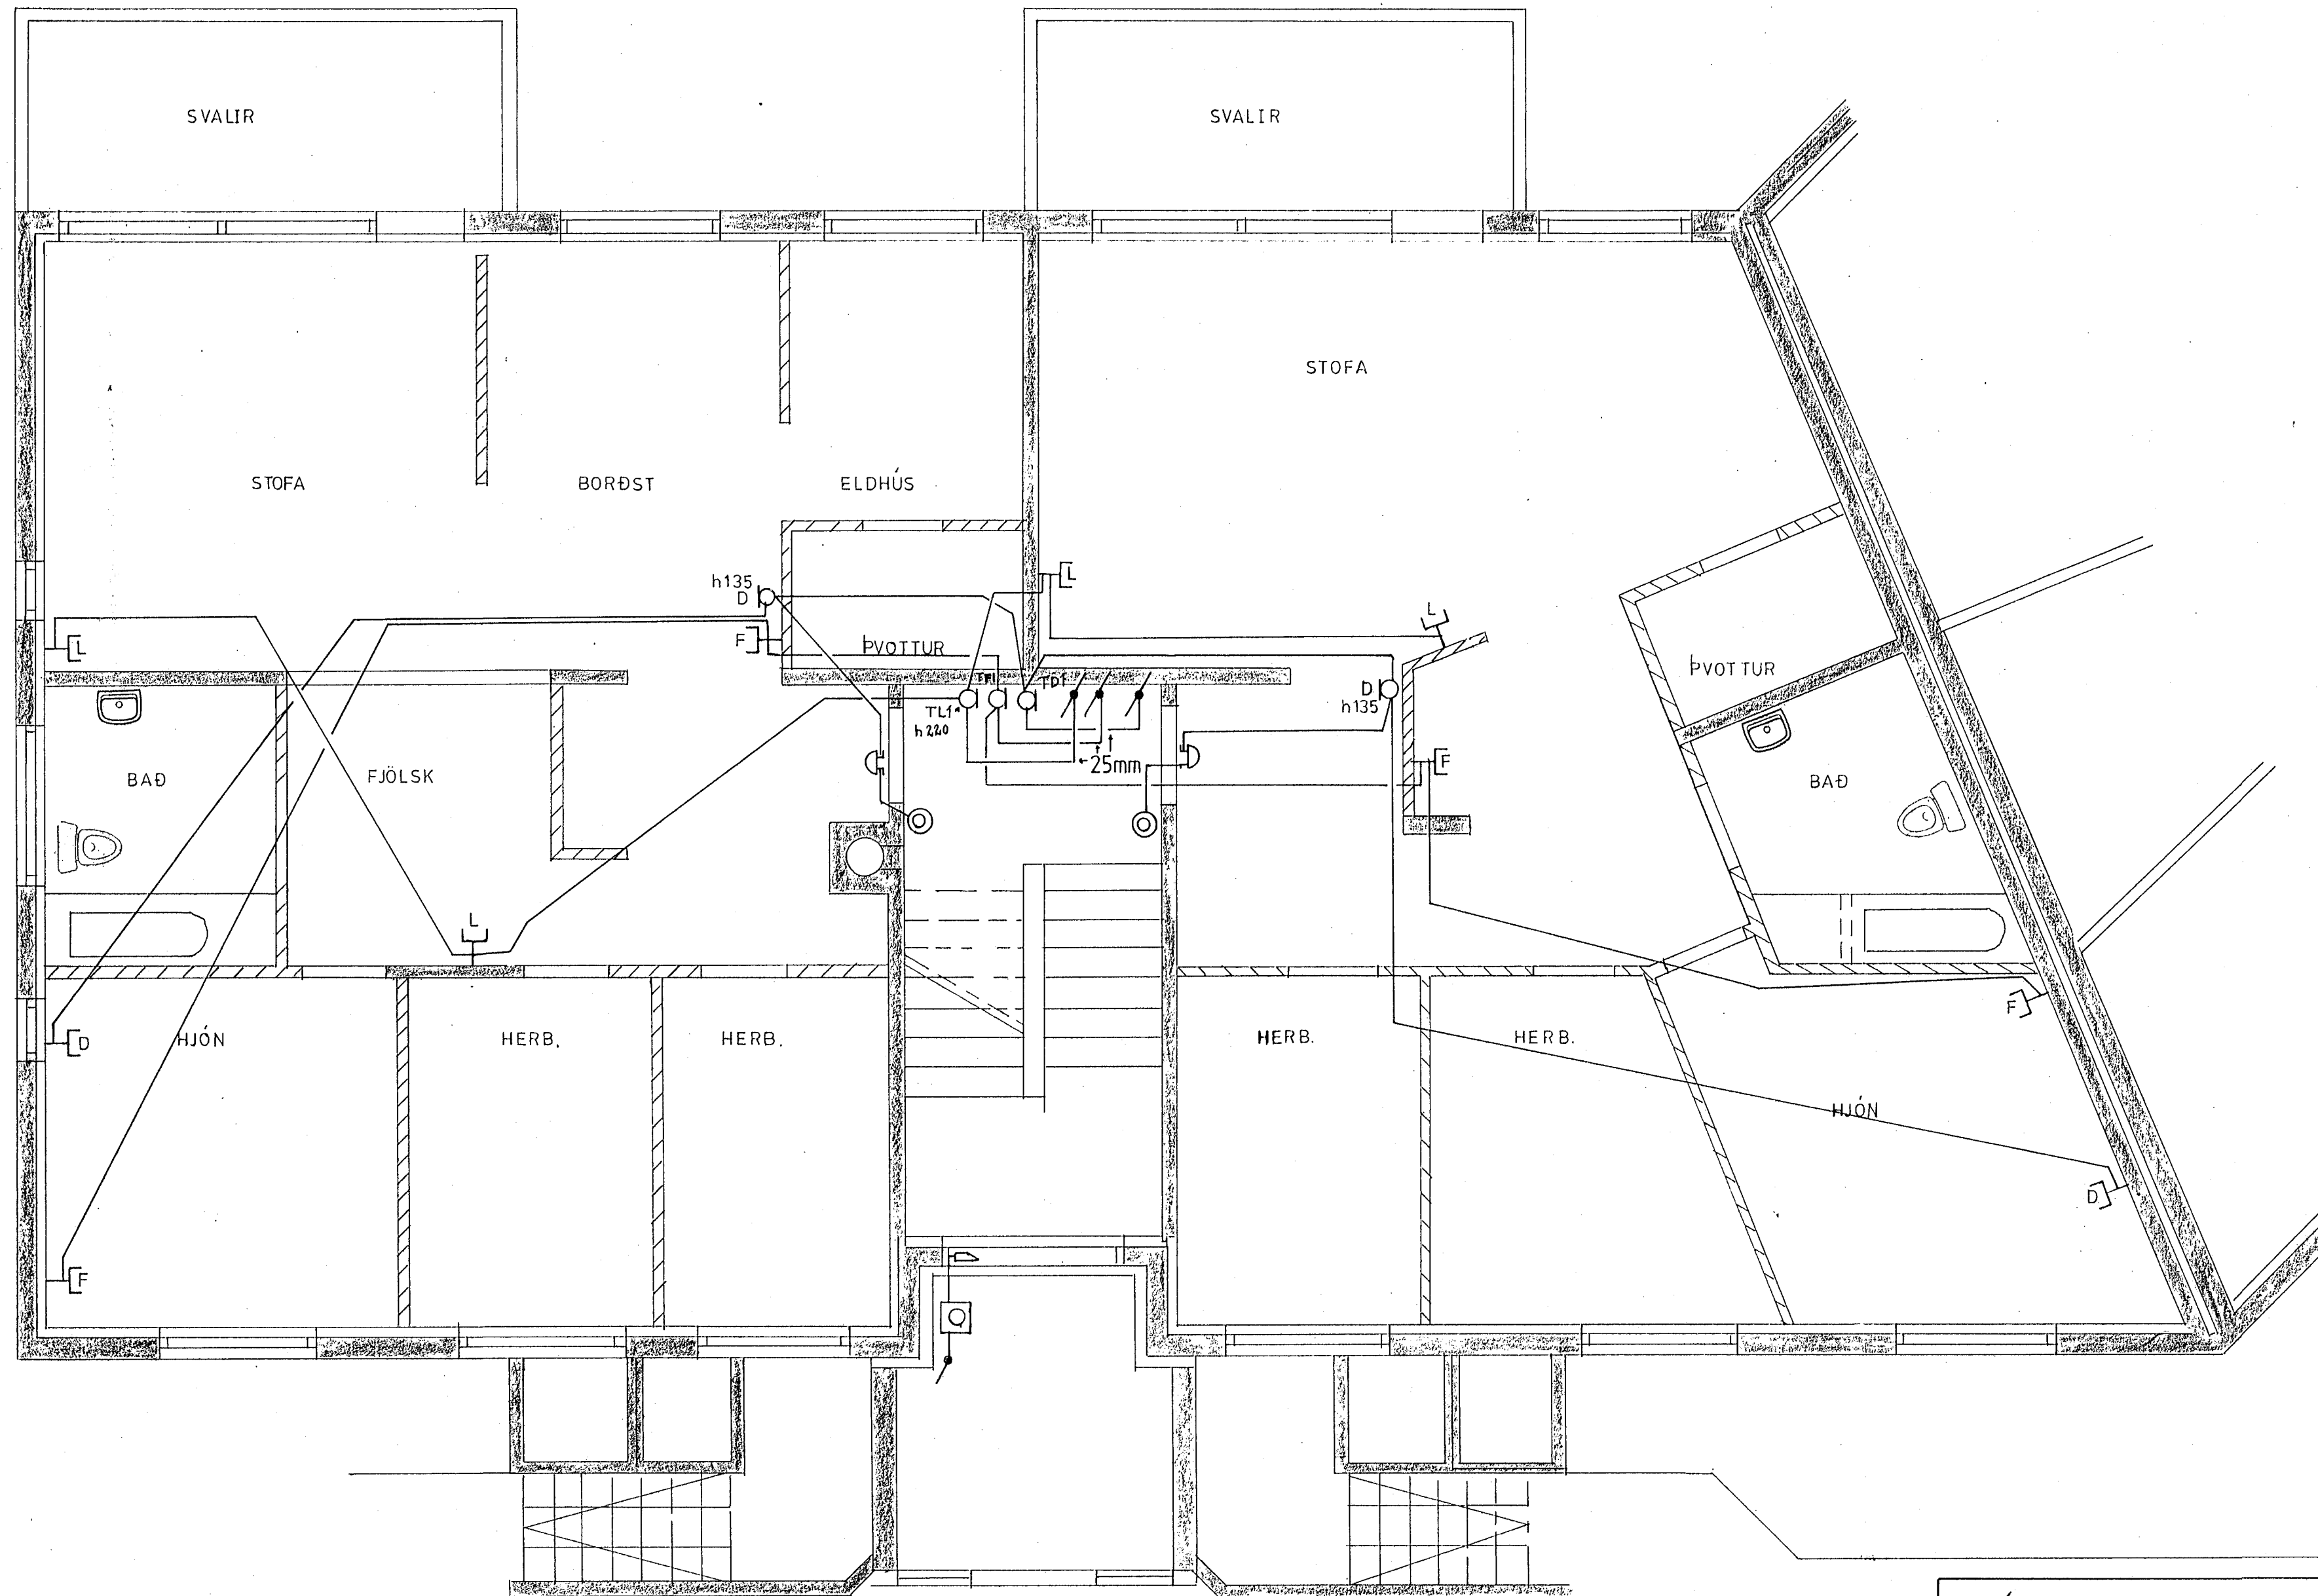 SVALIR
SVALIR
STOFA
STOFA
BORÐST
ELDHÚS
h135
D
L
L
F
ÞVOTTUR
L
ÞVOTTUR
TF1
TD1
TL1
h220
D
h135
25mm
F
BAÐ
FJÖLSK
BAÐ
L
F
D
HJÓN
HERB.
HERB.
HERB.
HERB.
HJÓN
D
F